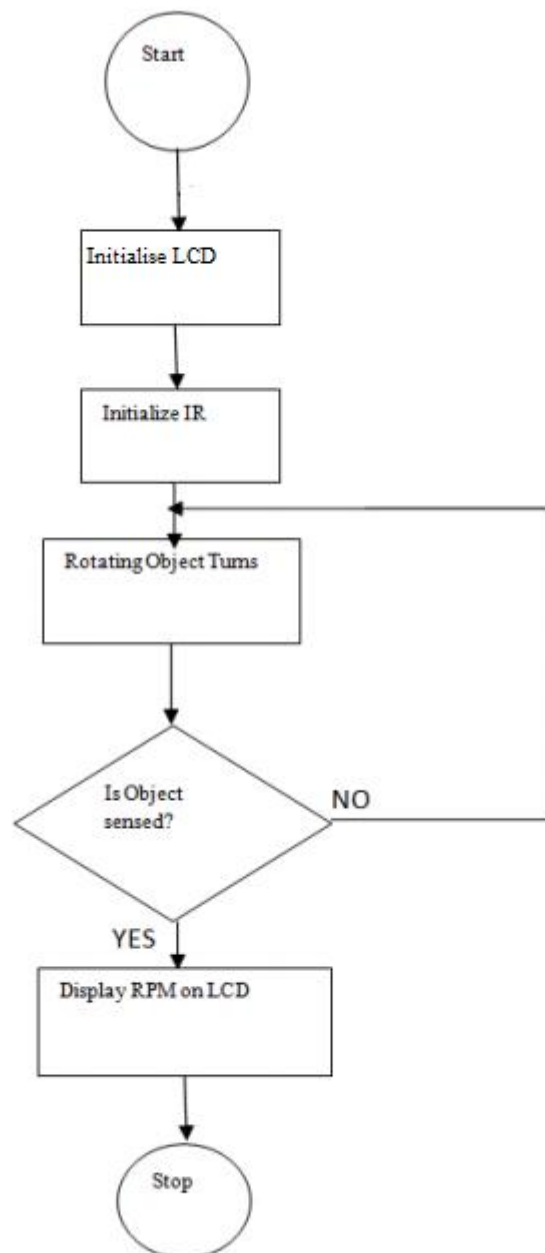 Start
Initialise LCD
Initialize IR
Rotating Object Turns
Is Object
sensed?
NO
YES
Display RPM on LCD
Stop